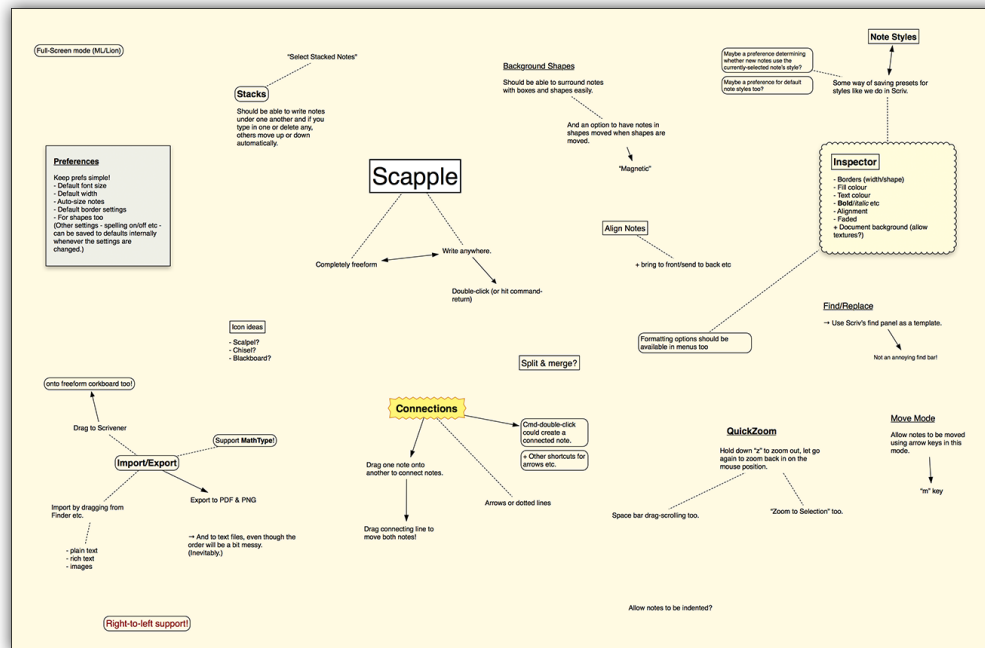 Full-Screen mode (ML/Lion)
"Select Stacked Notes"
Stacks
Should be able to write notes
under one another and if you
type in one or delete any,
others move up or down
automatically.
Background Shapes
Should be able to surround notes
with boxes and shapes easily.
And an option to have notes in
shapes moved when shapes are
moved.
"Magnetic"
Note Styles
Maybe a preference determining
whether new notes use the
currently-selected note's style?
Maybe a preference for default
note styles too?
Some way of saving presets for
styles like we do in Scriv.
Preferences
Keep prefs simple!
- Default font size
- Default width
- Auto-size notes
- Default border settings
- For shapes too
(Other settings - spelling on/off etc -
can be saved to defaults internally
whenever the settings are
changed.)
Scapple
Completely freeform
Write anywhere.
Double-click (or hit command-
return)
Align Notes
+ bring to front/send to back etc
Inspector
- Borders (width/shape)
- Fill colour
- Text colour
- Bold/italic etc
- Alignment
- Faded
+ Document background (allow
textures?)
Formatting options should be
available in menus too
Find/Replace
→ Use Scriv's find panel as a template.
Not an annoying find bar!
Icon ideas
- Scalpel?
- Chisel?
- Blackboard?
Split & merge?
onto freeform corkboard too!
Drag to Scrivener
Support MathType!
Import/Export
Import by dragging from
Finder etc.
- plain text
- rich text
- images
Export to PDF & PNG
→ And to text files, even though the
order will be a bit messy.
(Inevitably.)
Connections
Cmd-double-click
could create a
connected note.
+ Other shortcuts for
arrows etc.
Drag one note onto
another to connect notes.
Arrows or dotted lines
Drag connecting line to
move both notes!
QuickZoom
Hold down "z" to zoom out, let go
again to zoom back in on the
mouse position.
Space bar drag-scrolling too.
"Zoom to Selection" too.
Move Mode
Allow notes to be moved
using arrow keys in this
mode.
"m" key
Allow notes to be indented?
Right-to-left support!